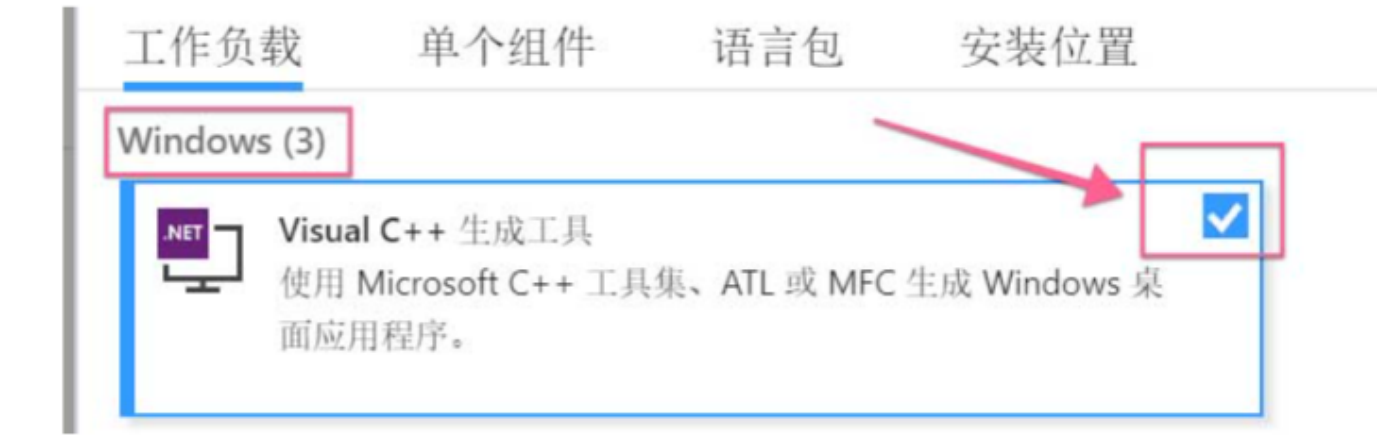 工作负载 单个组件 语言包 安装位置
Windows (3)
.NET
Visual C++ 生成工具
使用 Microsoft C++ 工具集、ATL 或 MFC 生成 Windows 桌
面应用程序。